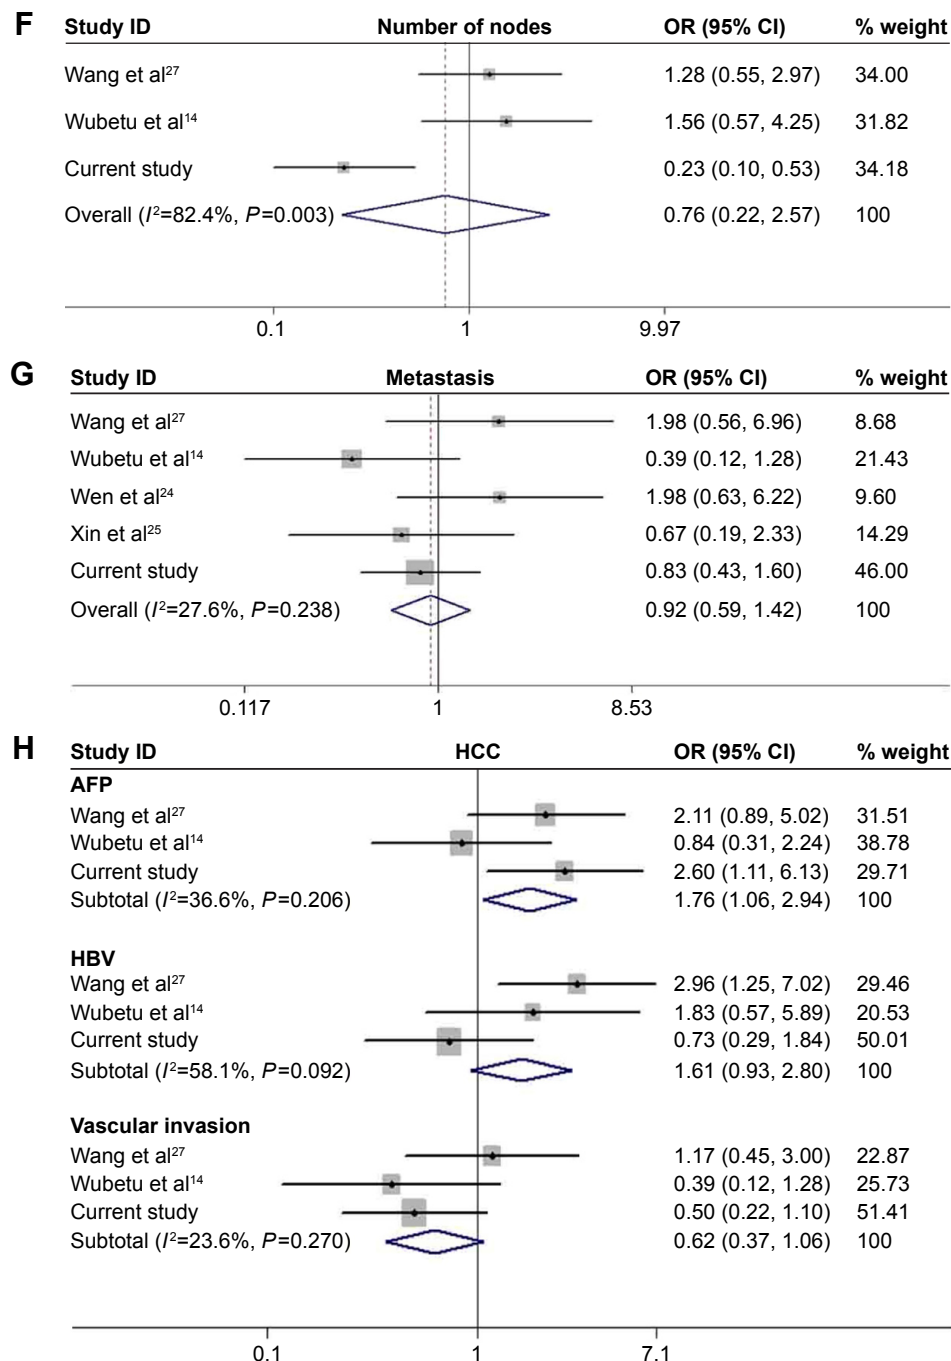 F Study ID Number of nodes OR (95% CI) % weight
Wang et al27 1.28 (0.55, 2.97) 34.00
Wubetu et al14 1.56 (0.57, 4.25) 31.82
Current study 0.23 (0.10, 0.53) 34.18
Overall (I2=82.4%, P=0.003) 0.76 (0.22, 2.57) 100
0.1 1 9.97
G Study ID Metastasis OR (95% CI) % weight
Wang et al27 1.98 (0.56, 6.96) 8.68
Wubetu et al14 0.39 (0.12, 1.28) 21.43
Wen et al24 1.98 (0.63, 6.22) 9.60
Xin et al25 0.67 (0.19, 2.33) 14.29
Current study 0.83 (0.43, 1.60) 46.00
Overall (I2=27.6%, P=0.238) 0.92 (0.59, 1.42) 100
0.117 1 8.53
H Study ID HCC OR (95% CI) % weight
AFP
Wang et al27 2.11 (0.89, 5.02) 31.51
Wubetu et al14 0.84 (0.31, 2.24) 38.78
Current study 2.60 (1.11, 6.13) 29.71
Subtotal (I2=36.6%, P=0.206) 1.76 (1.06, 2.94) 100
HBV
Wang et al27 2.96 (1.25, 7.02) 29.46
Wubetu et al14 1.83 (0.57, 5.89) 20.53
Current study 0.73 (0.29, 1.84) 50.01
Subtotal (I2=58.1%, P=0.092) 1.61 (0.93, 2.80) 100
Vascular invasion
Wang et al27 1.17 (0.45, 3.00) 22.87
Wubetu et al14 0.39 (0.12, 1.28) 25.73
Current study 0.50 (0.22, 1.10) 51.41
Subtotal (I2=23.6%, P=0.270) 0.62 (0.37, 1.06) 100
0.1 1 7.1